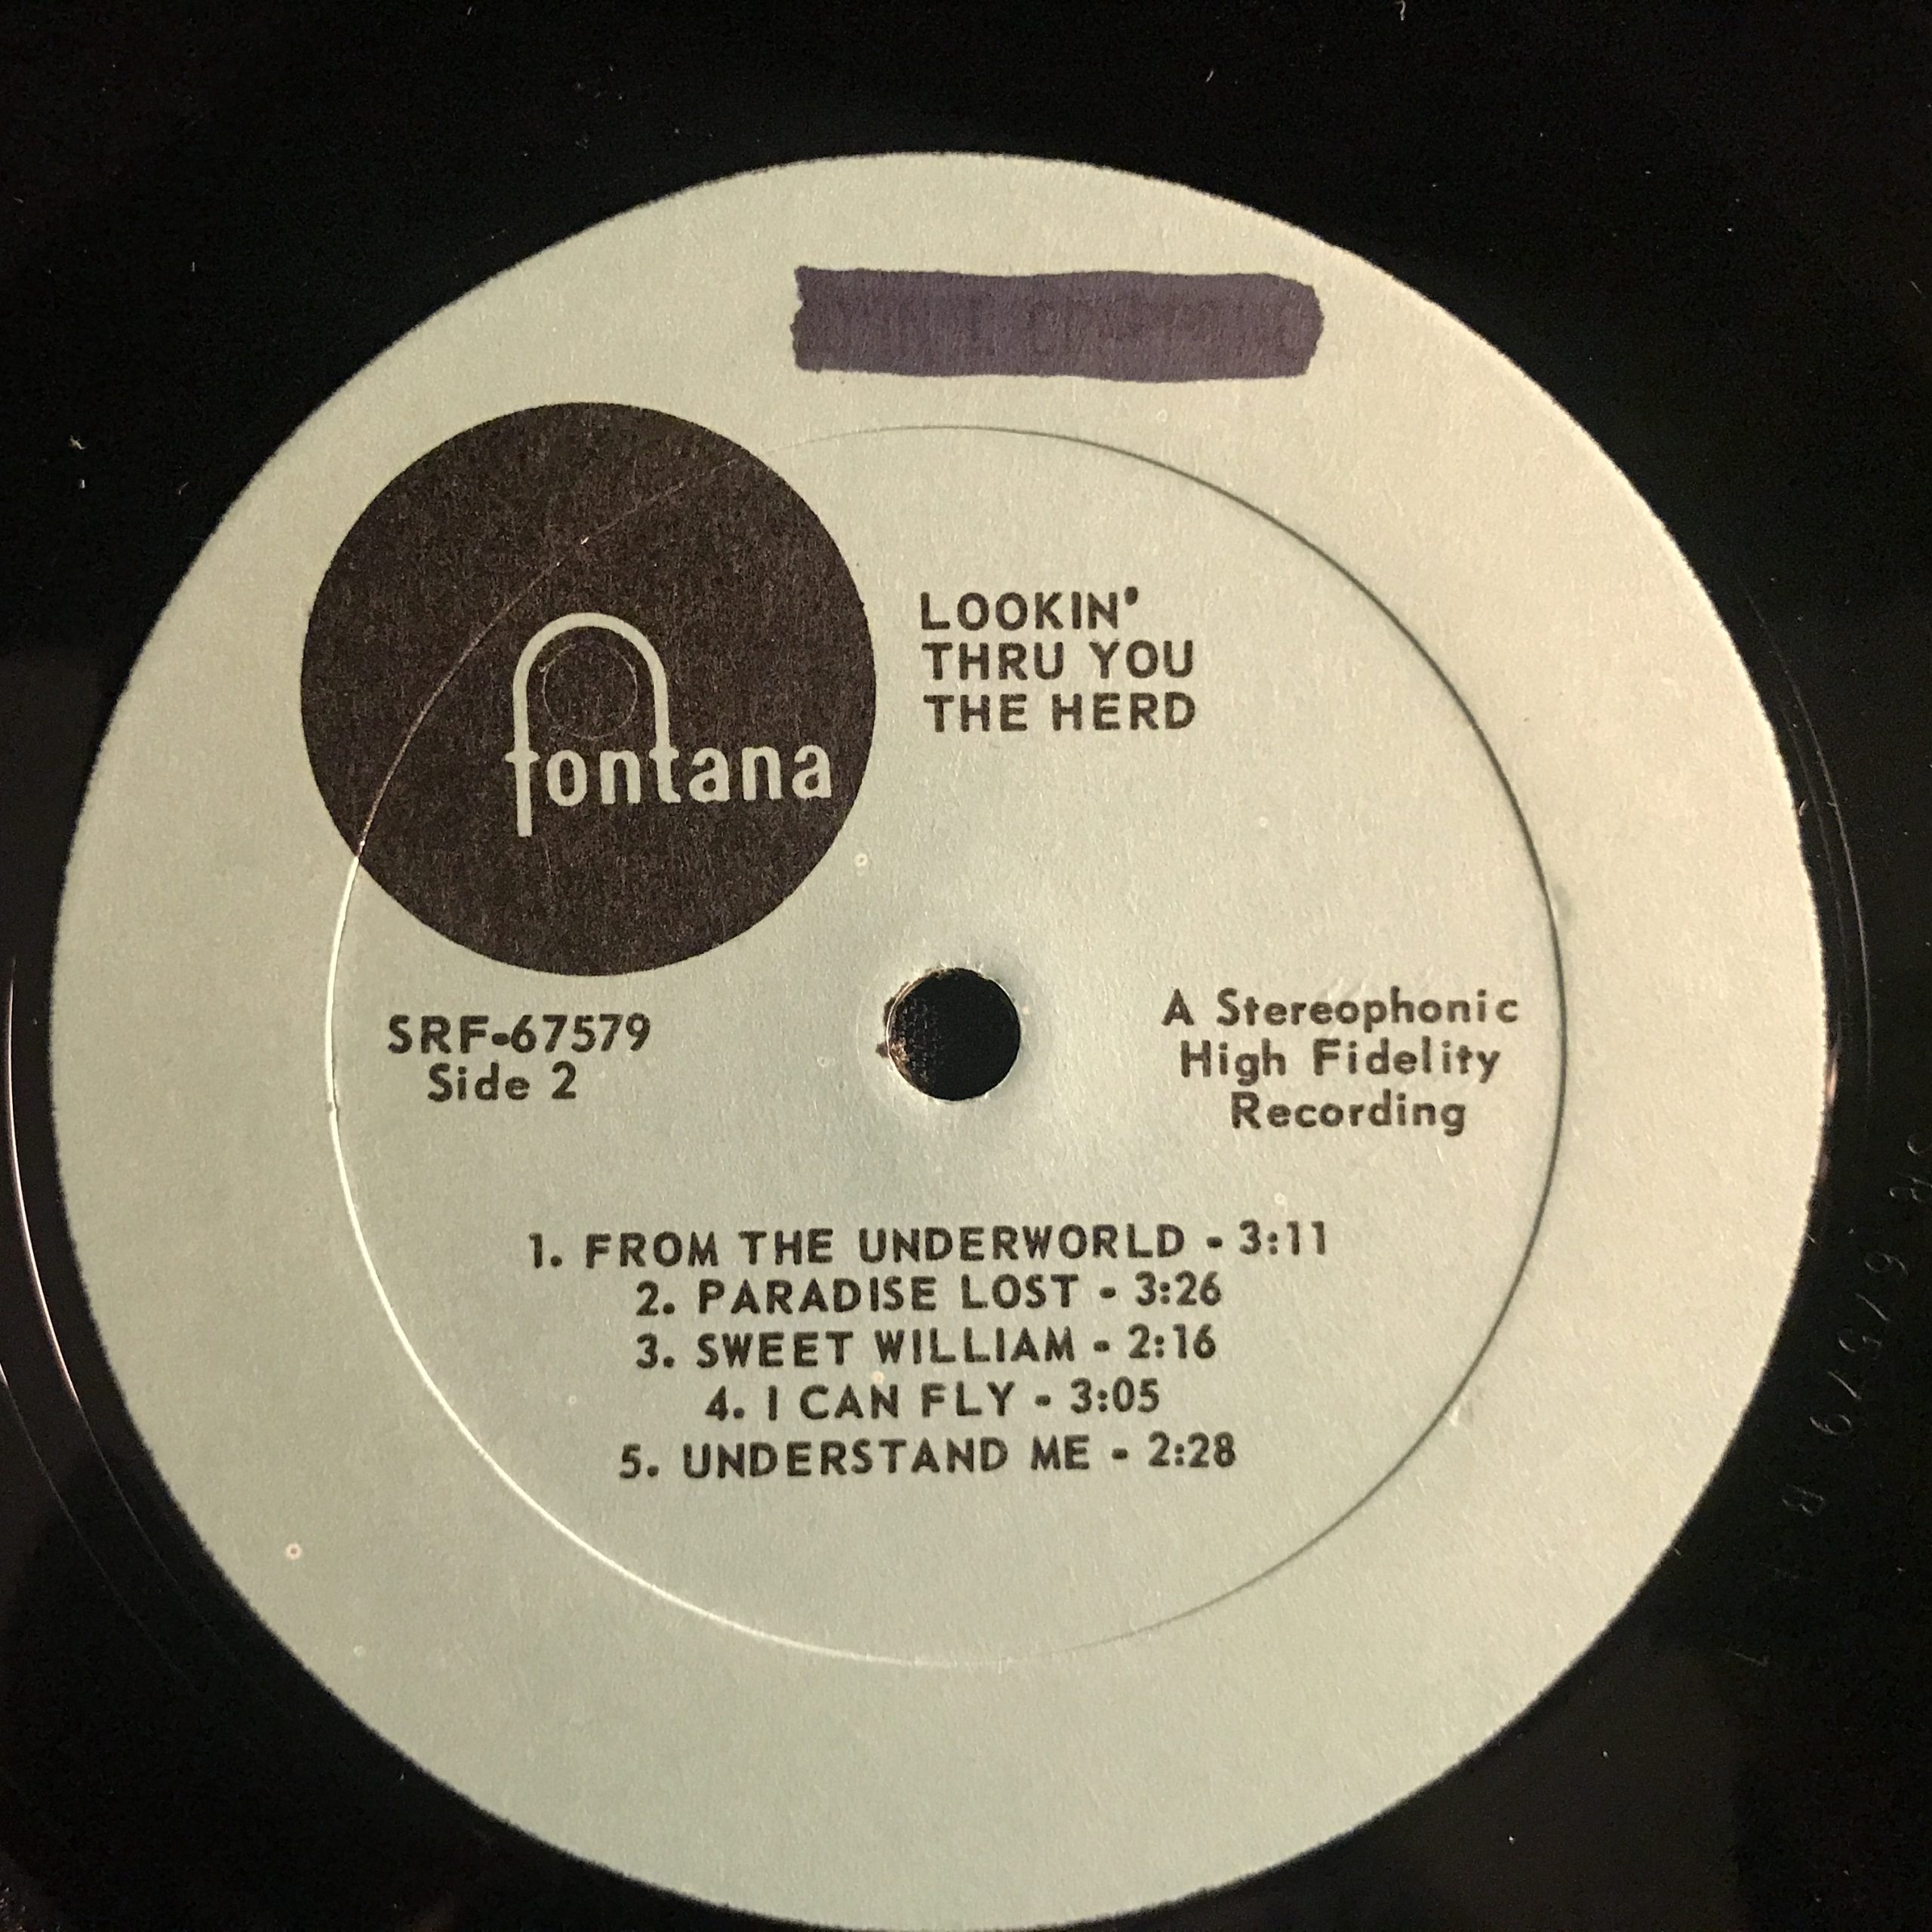 fontana
LOOKIN'
THRU YOU
THE HERD
SRF-67579
Side 2
A Stereophonic
High Fidelity
Recording
1. FROM THE UNDERWORLD - 3:11
2. PARADISE LOST - 3:26
3. SWEET WILLIAM - 2:16
4. I CAN FLY - 3:05
5. UNDERSTAND ME - 2:28